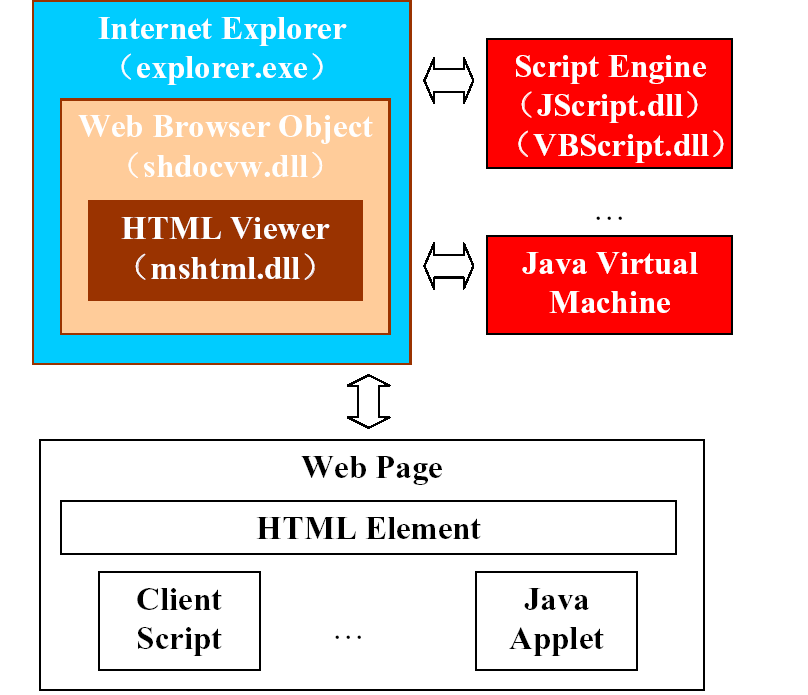 Internet Explorer
（explorer.exe）
Web Browser Object
（shdocvw.dll）
HTML Viewer
（mshtml.dll）
Script Engine
（JScript.dll）
（VBScript.dll）
…
Java Virtual
Machine
Web Page
HTML Element
Client
Script
…
Java
Applet